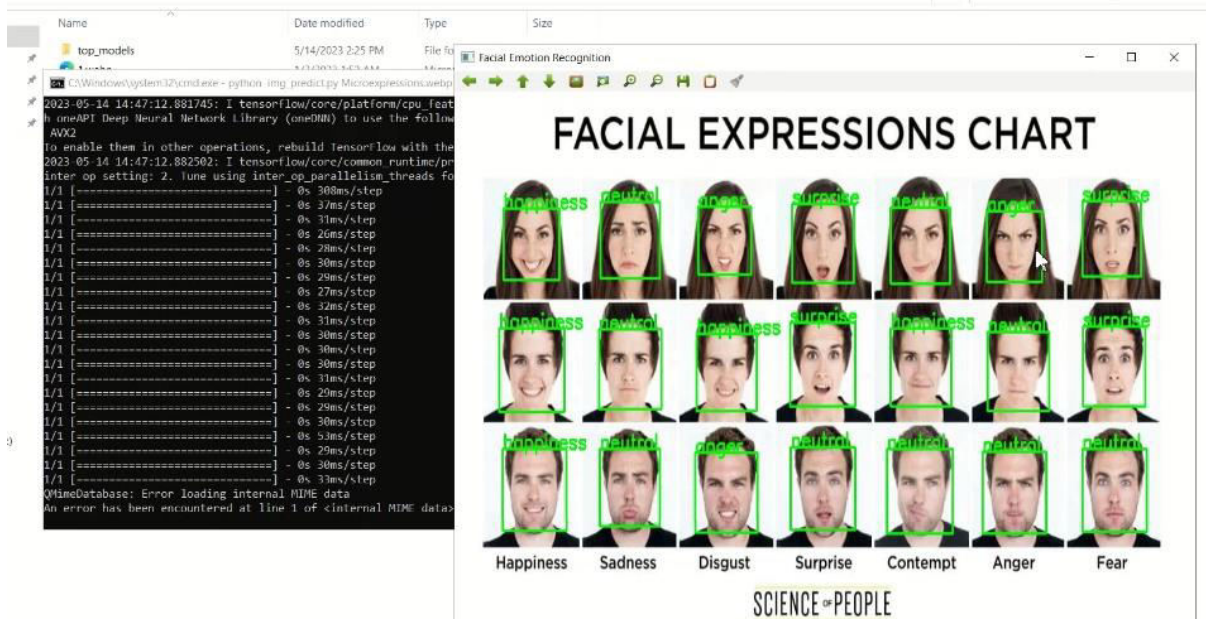 Name Date modified Type Size
top_models 5/14/2023 2:25 PM File fo
Facial Emotion Recognition
C:\Windows\system32\cmd.exe - python img_predict.py Microexpressions.webp
2023-05-14 14:47:12.881745: I tensorflow/core/platform/cpu_feat
h oneAPI Deep Neural Network Library (oneDNN) to use the follow
AVX2
To enable them in other operations, rebuild TensorFlow with the
2023-05-14 14:47:12.882502: I tensorflow/core/common_runtime/pr
inter op setting: 2. Tune using inter_op_parallelism_threads fo
1/1 [==============================] - 0s 308ms/step
1/1 [==============================] - 0s 37ms/step
1/1 [==============================] - 0s 31ms/step
1/1 [==============================] - 0s 26ms/step
1/1 [==============================] - 0s 28ms/step
1/1 [==============================] - 0s 30ms/step
1/1 [==============================] - 0s 29ms/step
1/1 [==============================] - 0s 27ms/step
1/1 [==============================] - 0s 32ms/step
1/1 [==============================] - 0s 31ms/step
1/1 [==============================] - 0s 30ms/step
1/1 [==============================] - 0s 30ms/step
1/1 [==============================] - 0s 30ms/step
1/1 [==============================] - 0s 31ms/step
1/1 [==============================] - 0s 29ms/step
1/1 [==============================] - 0s 29ms/step
1/1 [==============================] - 0s 30ms/step
1/1 [==============================] - 0s 53ms/step
1/1 [==============================] - 0s 29ms/step
1/1 [==============================] - 0s 30ms/step
1/1 [==============================] - 0s 33ms/step
QMimeDatabase: Error loading internal MIME data
An error has been encountered at line 1 of <internal MIME data>
FACIAL EXPRESSIONS CHART
happiness neutral anger surprise neutral anger surprise
happiness neutral happiness surprise happiness neutral surprise
happiness neutral anger neutral neutral neutral neutral
Happiness Sadness Disgust Surprise Contempt Anger Fear
SCIENCE OF PEOPLE